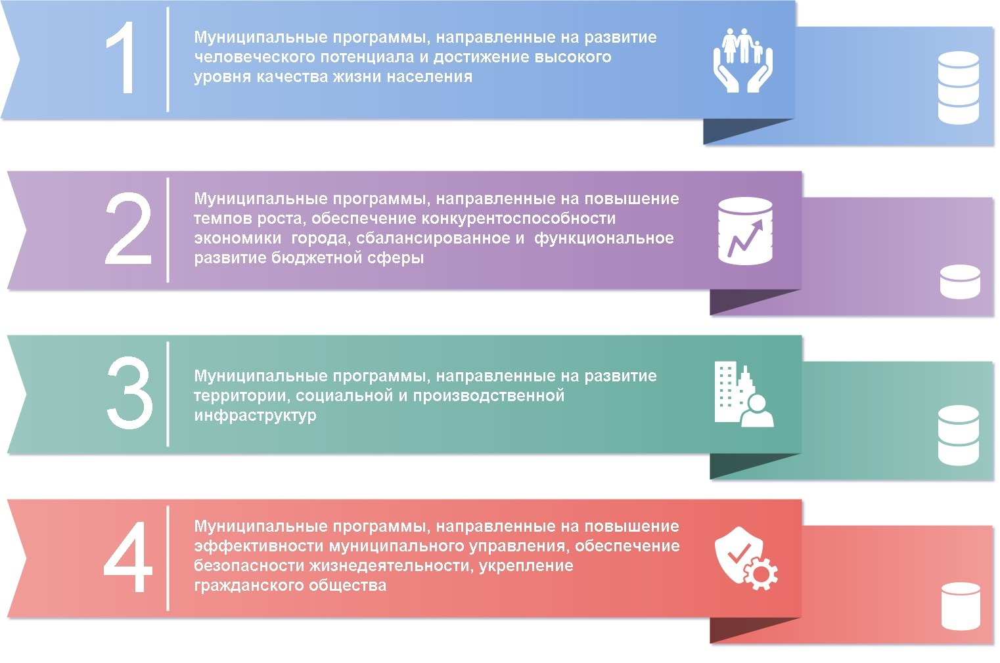 1
Муниципальные программы, направленные на развитие
человеческого потенциала и достижение высокого
уровня качества жизни населения
2
Муниципальные программы, направленные на повышение
темпов роста, обеспечение конкурентоспособности
экономики  города, сбалансированное и  функциональное
развитие бюджетной сферы
3
Муниципальные программы, направленные на развитие
территории, социальной и производственной
инфраструктур
4
Муниципальные программы, направленные на повышение
эффективности муниципального управления, обеспечение
безопасности жизнедеятельности, укрепление
гражданского общества